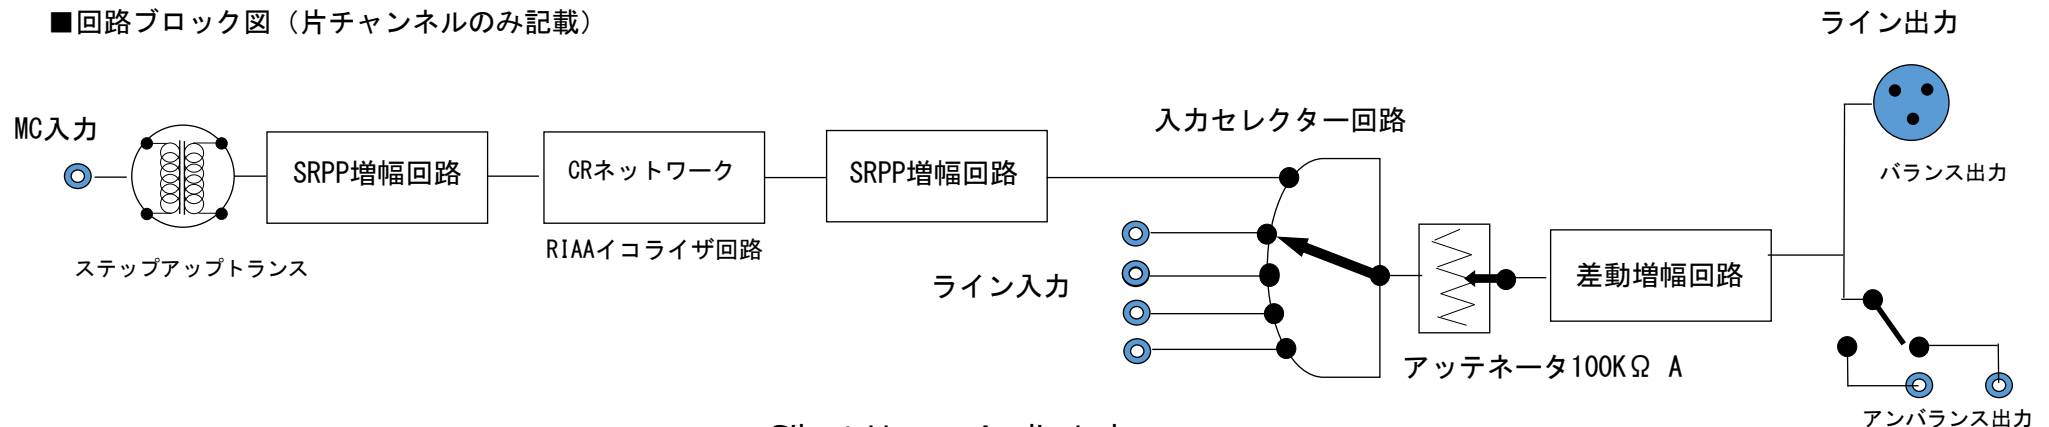 ■回路ブロック図（片チャンネルのみ記載）
ライン出力
MC入力
入力セレクター回路
SRPP増幅回路
CRネットワーク
SRPP増幅回路
バランス出力
RIAAイコライザ回路
ステップアップトランス
ライン入力
差動増幅回路
アッテネータ100KΩ A
アンバランス出力